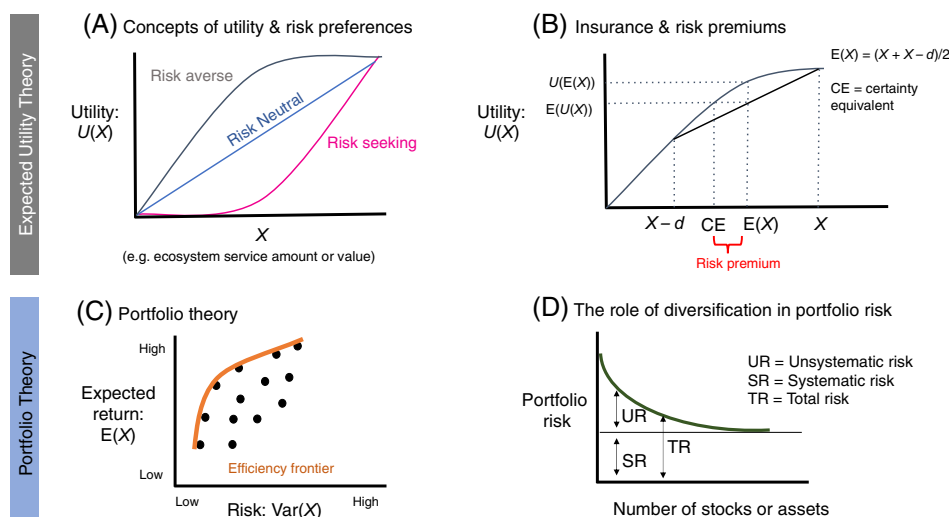 Expected Utility Theory
(A) Concepts of utility & risk preferences
Utility:
U(X)
Risk averse
Risk Neutral
Risk seeking
X
(e.g. ecosystem service amount or value)
(B) Insurance & risk premiums
E(X) = (X + X – d)/2
CE = certainty
equivalent
Utility:
U(X)
U(E(X))
E(U(X))
X – d
CE
E(X)
X
Risk premium
Portfolio Theory
(C) Portfolio theory
High
Expected
return:
E(X)
Low
Efficiency frontier
Low
High
Risk: Var(X)
(D) The role of diversification in portfolio risk
UR = Unsystematic risk
SR = Systematic risk
TR = Total risk
Portfolio
risk
UR
TR
SR
Number of stocks or assets